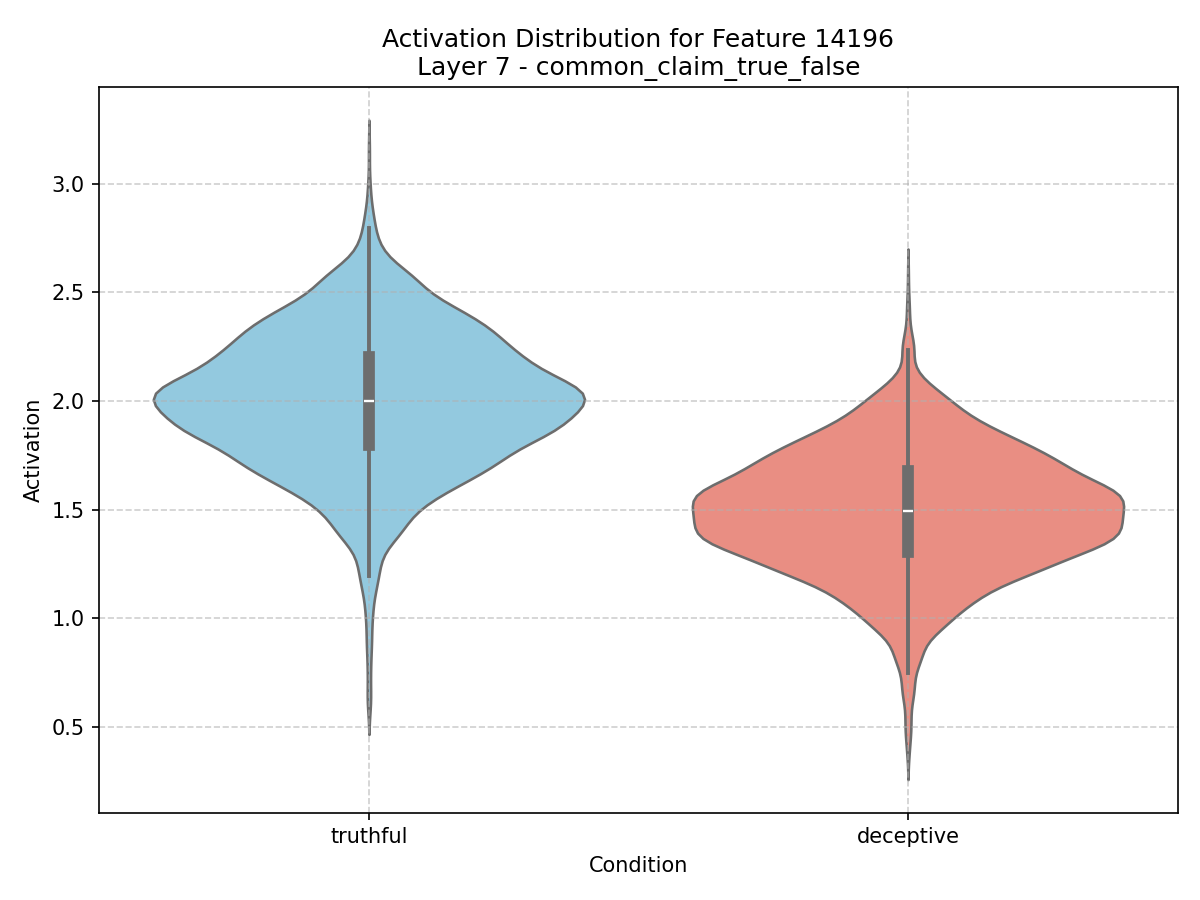 Activation Distribution for Feature 14196
Layer 7 - common_claim_true_false
Activation
3.0
2.5
2.0
1.5
1.0
0.5
truthful
deceptive
Condition